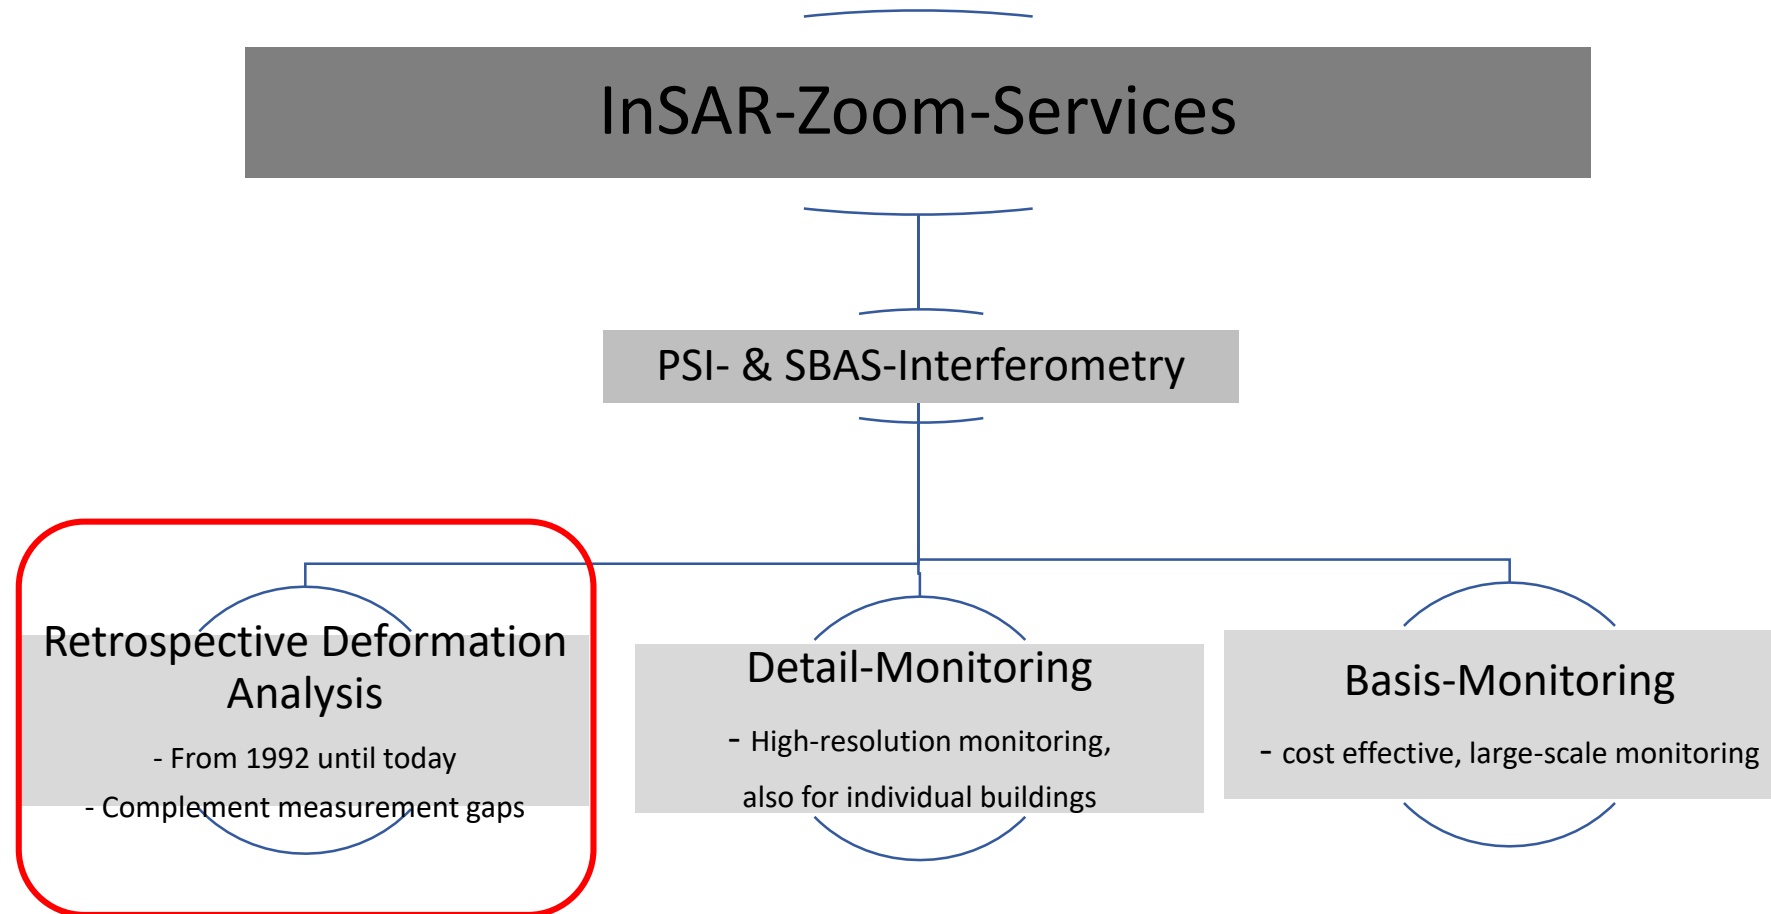 InSAR-Zoom-Services
PSI- & SBAS-Interferometry
Retrospective Deformation
Analysis
- From 1992 until today
- Complement measurement gaps
Detail-Monitoring
- High-resolution monitoring,
also for individual buildings
Basis-Monitoring
- cost effective, large-scale monitoring